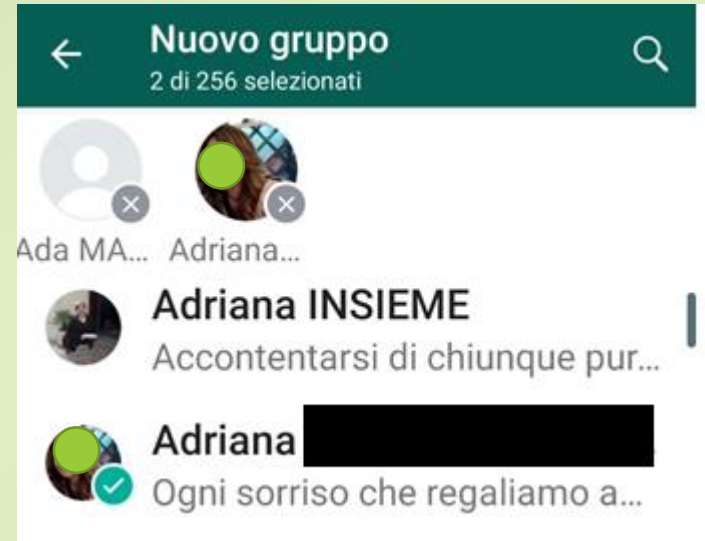 Nuovo gruppo
2 di 256 selezionati
Ada MA... Adriana...
Adriana INSIEME
Accontentarsi di chiunque pur...
Adriana
Ogni sorriso che regaliamo a...